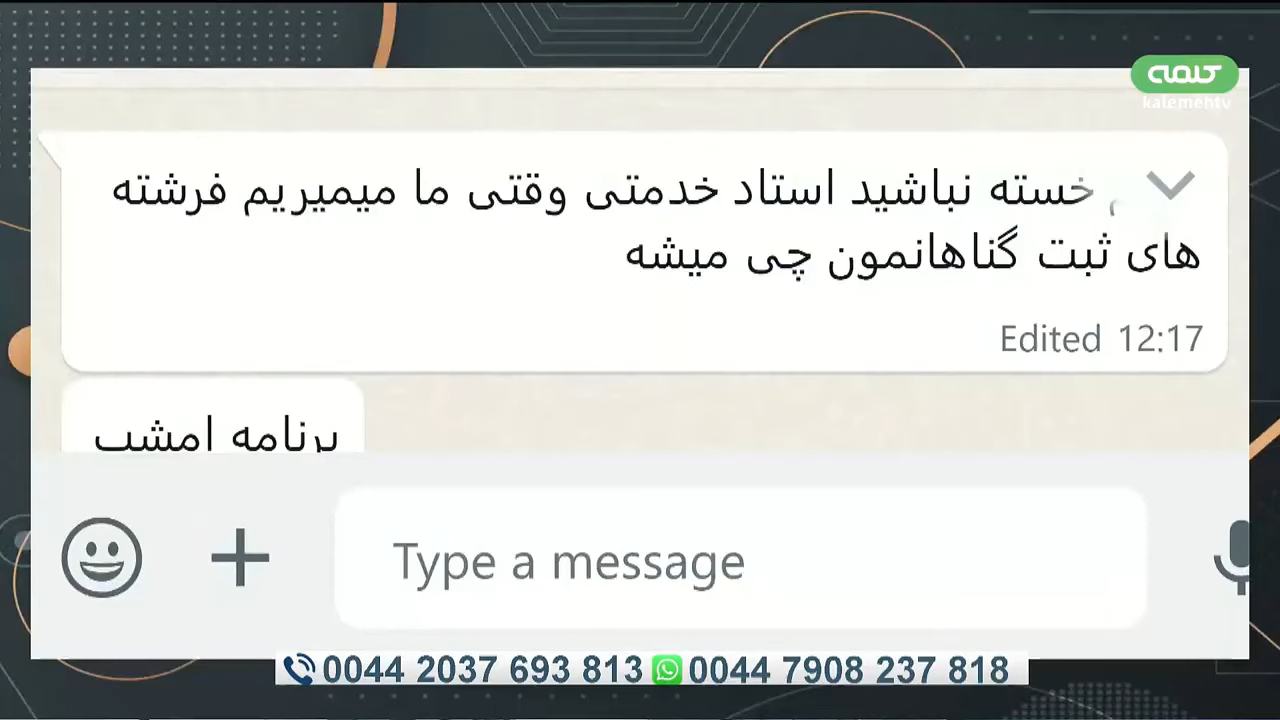 کلمه
kalemehtv
خسته نباشید استاد خدمتی وقتی ما میمیریم فرشته
های ثبت گناهانمون چی میشه
Edited 12:17
برنامه امشب
Type a message
0044 2037 693 813 0044 7908 237 818